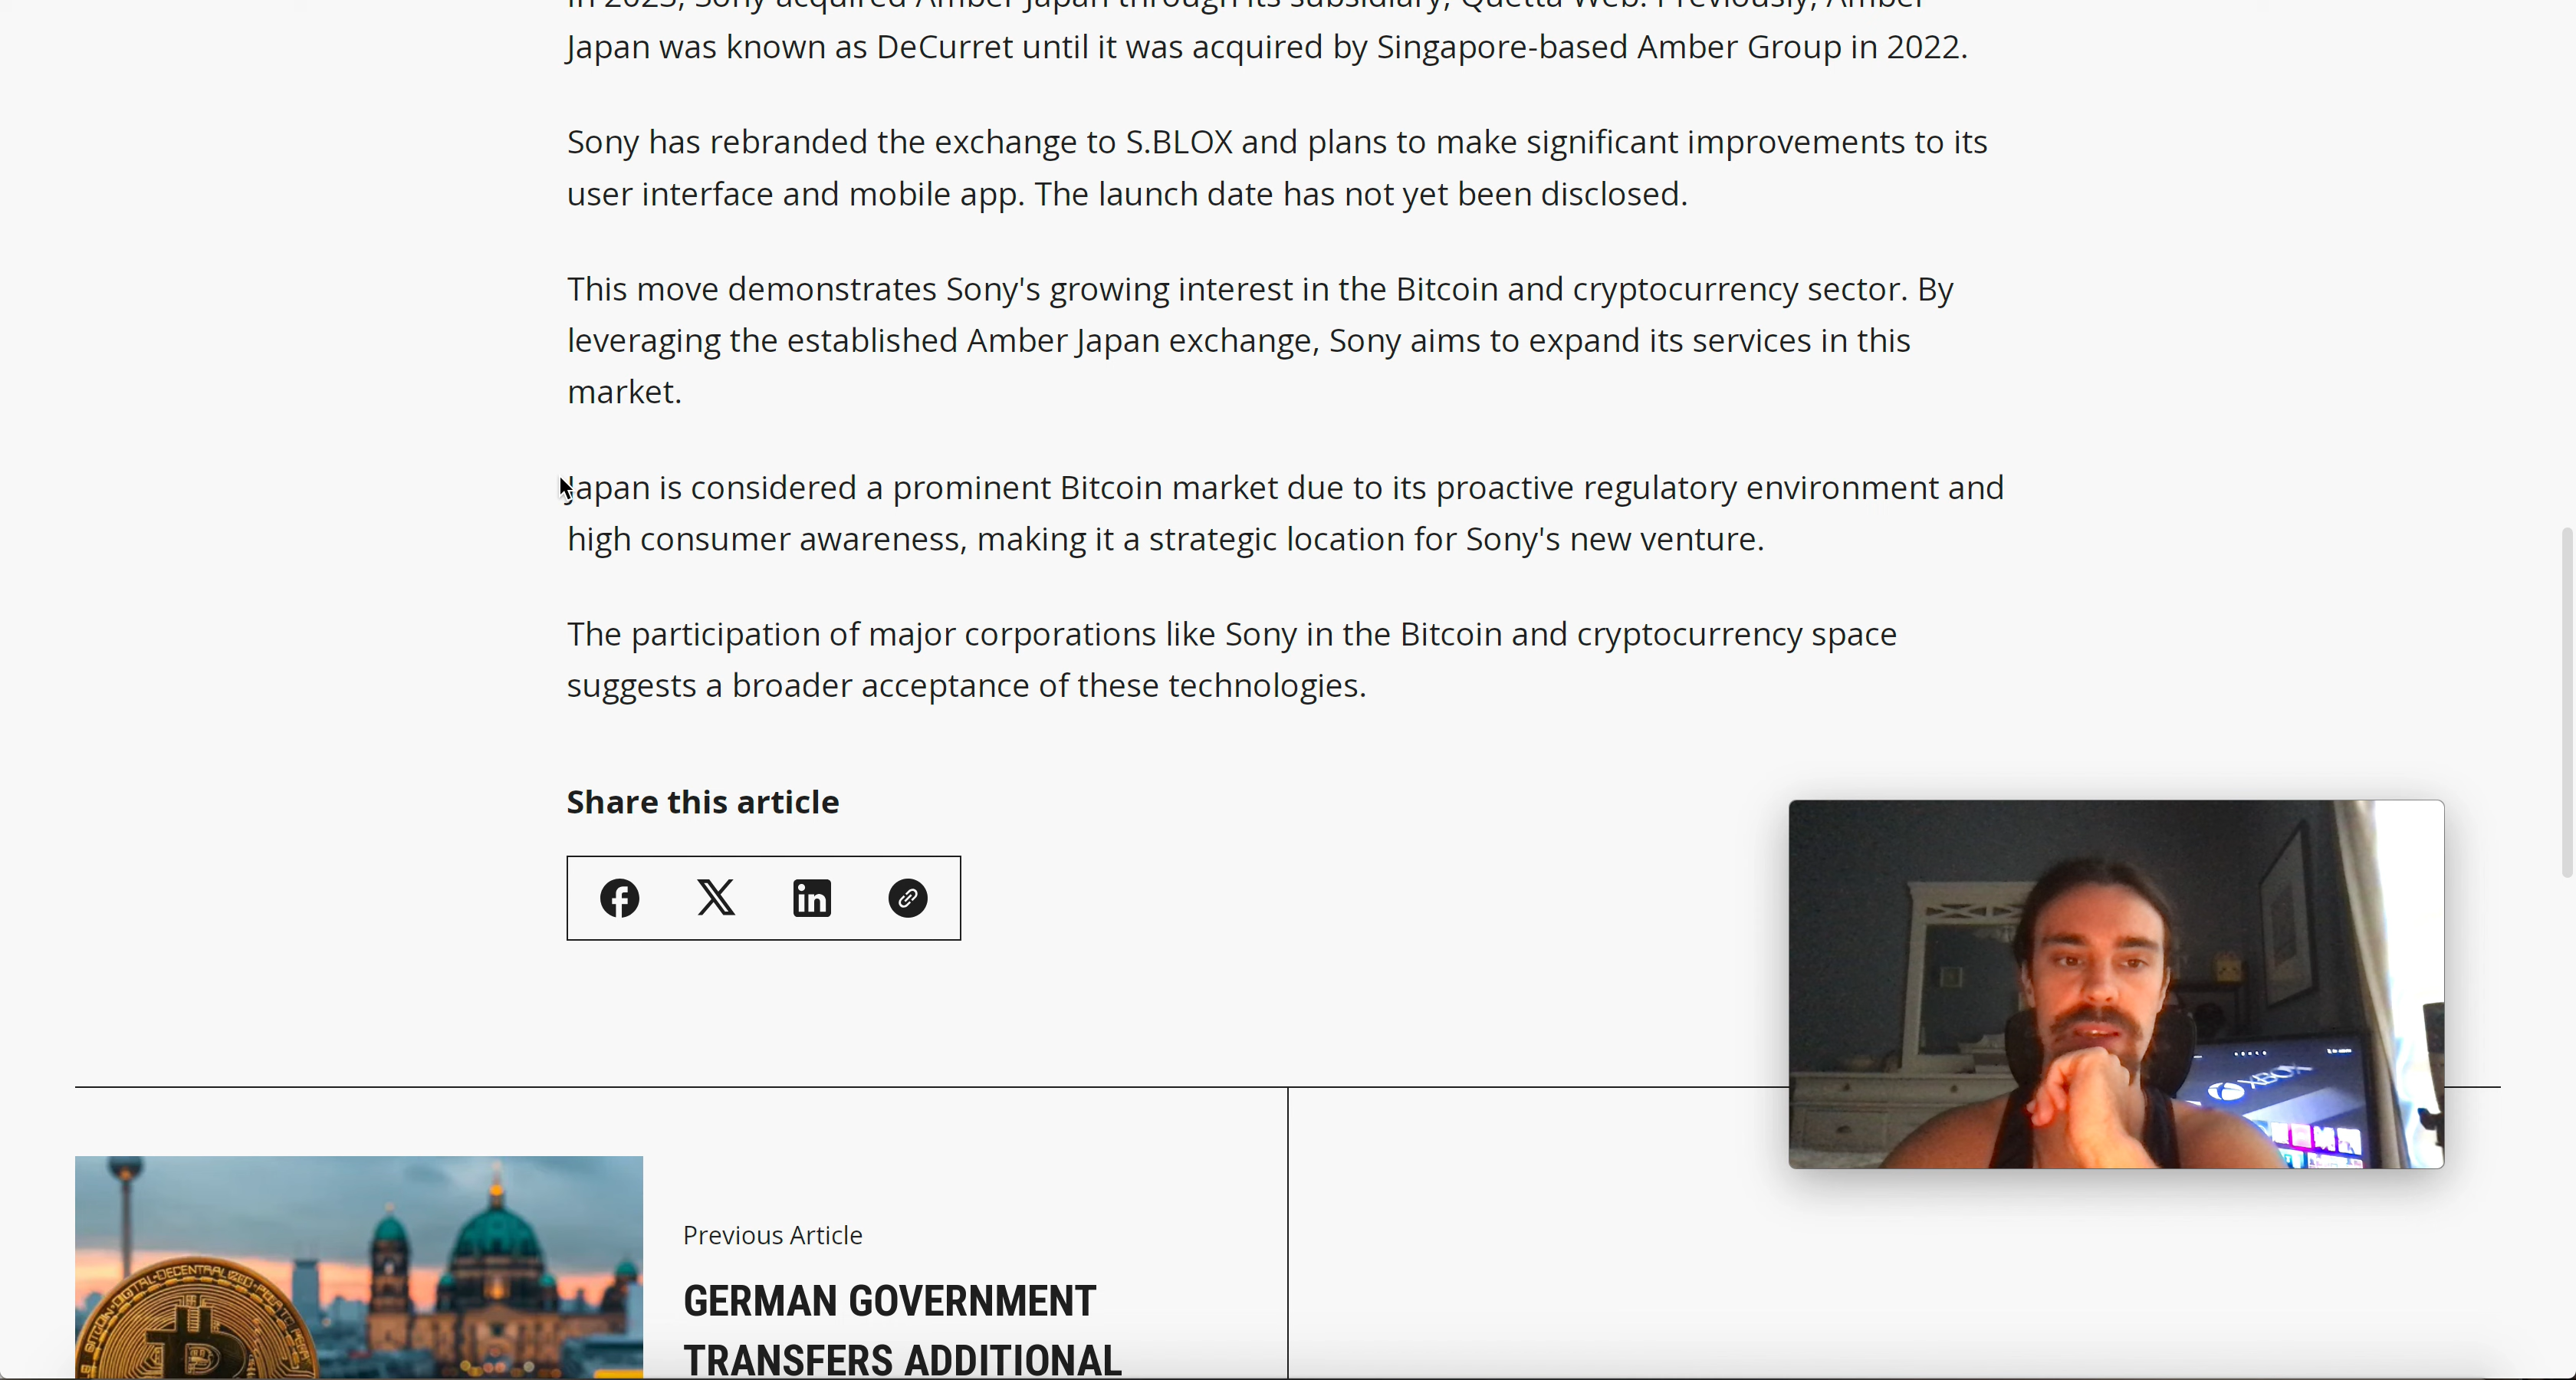 In 2023, Sony acquired Amber Japan through its subsidiary, Quetta Web. Previously, Amber
Japan was known as DeCurret until it was acquired by Singapore-based Amber Group in 2022.
Sony has rebranded the exchange to S.BLOX and plans to make significant improvements to its
user interface and mobile app. The launch date has not yet been disclosed.
This move demonstrates Sony's growing interest in the Bitcoin and cryptocurrency sector. By
leveraging the established Amber Japan exchange, Sony aims to expand its services in this
market.
Japan is considered a prominent Bitcoin market due to its proactive regulatory environment and
high consumer awareness, making it a strategic location for Sony's new venture.
The participation of major corporations like Sony in the Bitcoin and cryptocurrency space
suggests a broader acceptance of these technologies.
Share this article
XBOX
Previous Article
GERMAN GOVERNMENT
TRANSFERS ADDITIONAL